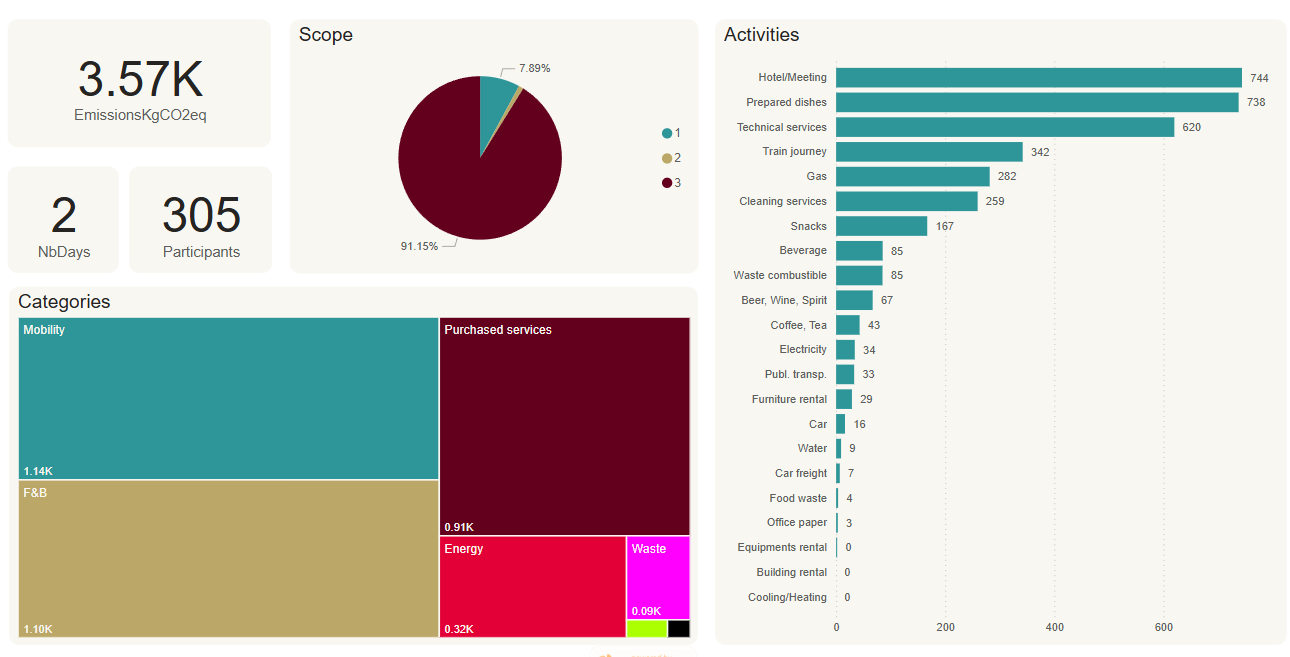 3.57K
EmissionsKgCO2eq
2
NbDays
305
Participants
Scope
7.89%
91.15%
1
2
3
Categories
Mobility
1.14K
F&B
1.10K
Purchased services
0.91K
Energy
0.32K
Waste
0.09K
Activities
Hotel/Meeting 744
Prepared dishes 738
Technical services 620
Train journey 342
Gas 282
Cleaning services 259
Snacks 167
Beverage 85
Waste combustible 85
Beer, Wine, Spirit 67
Coffee, Tea 43
Electricity 34
Publ. transp. 33
Furniture rental 29
Car 16
Water 9
Car freight 7
Food waste 4
Office paper 3
Equipments rental 0
Building rental 0
Cooling/Heating 0
0 200 400 600